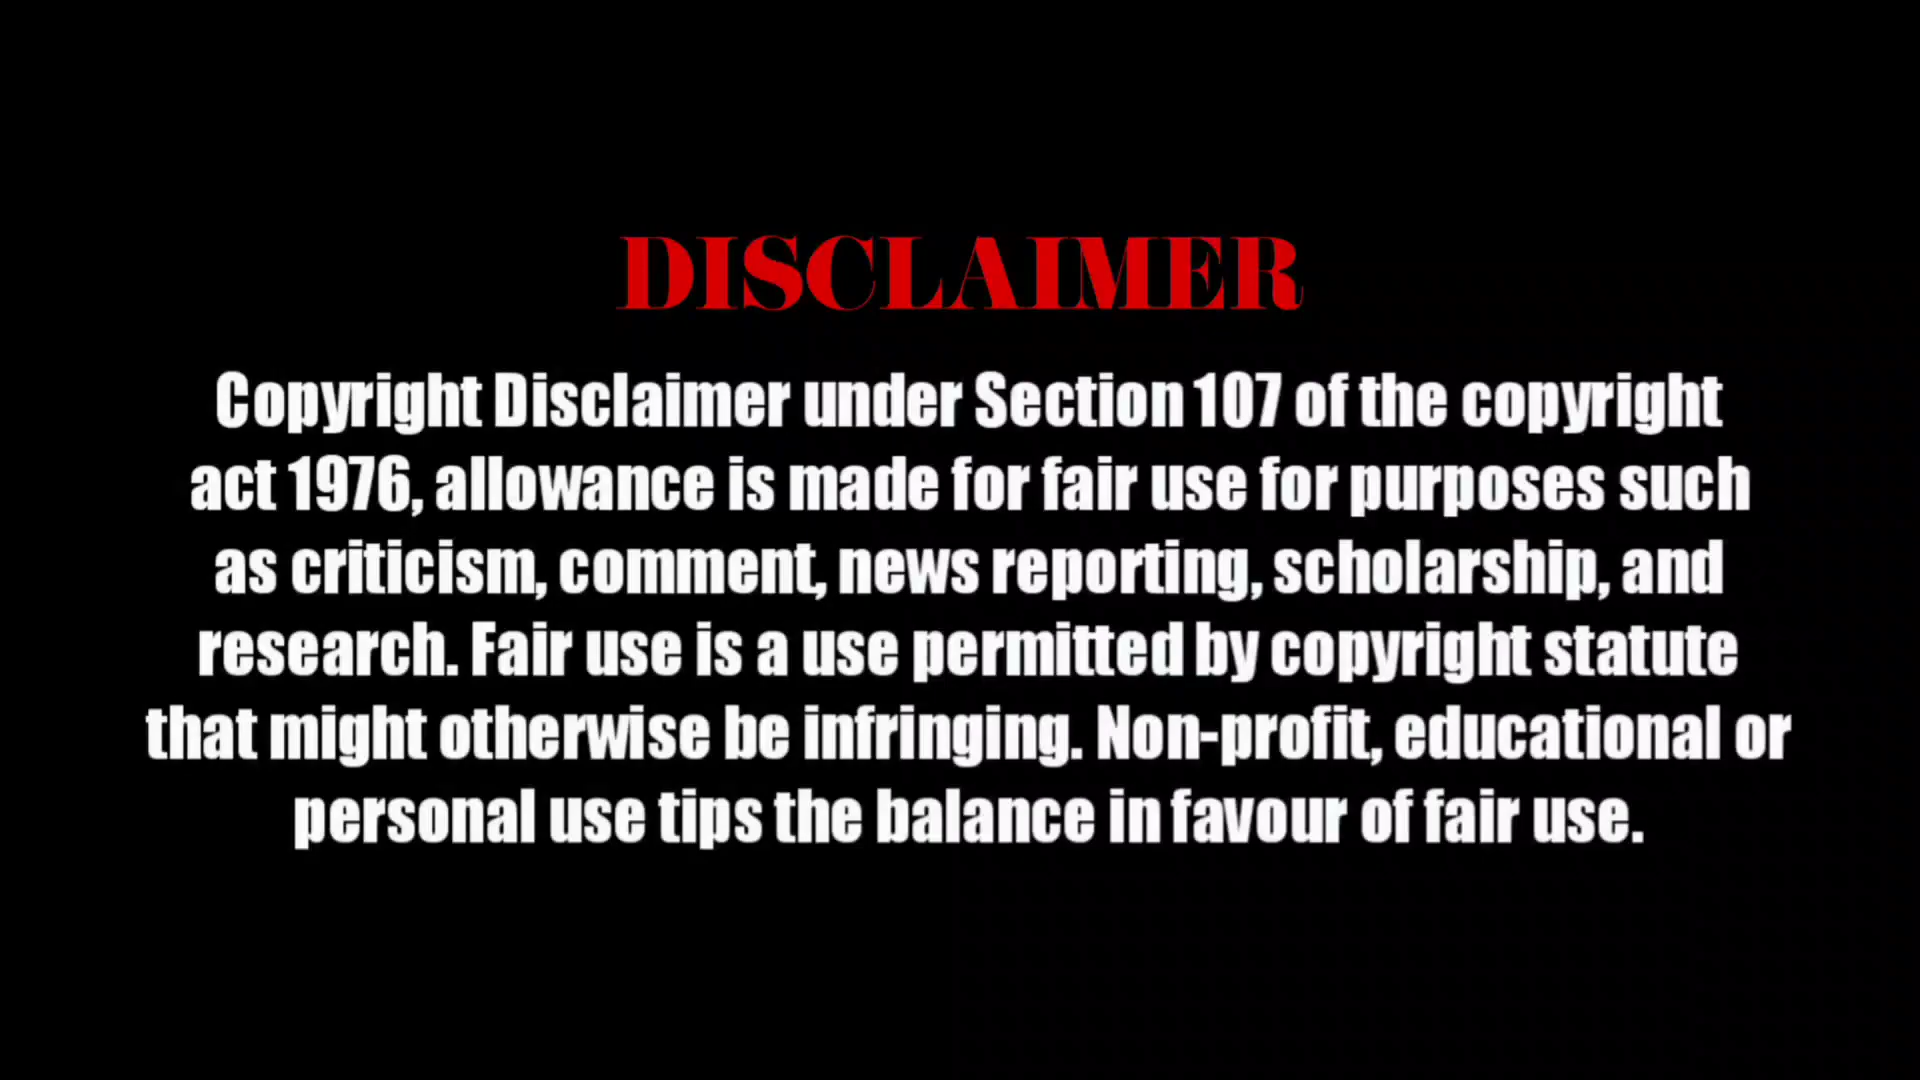 DISCLAIMER
Copyright Disclaimer under Section 107 of the copyright
act 1976, allowance is made for fair use for purposes such
as criticism, comment, news reporting, scholarship, and
research. Fair use is a use permitted by copyright statute
that might otherwise be infringing. Non-profit, educational or
personal use tips the balance in favour of fair use.